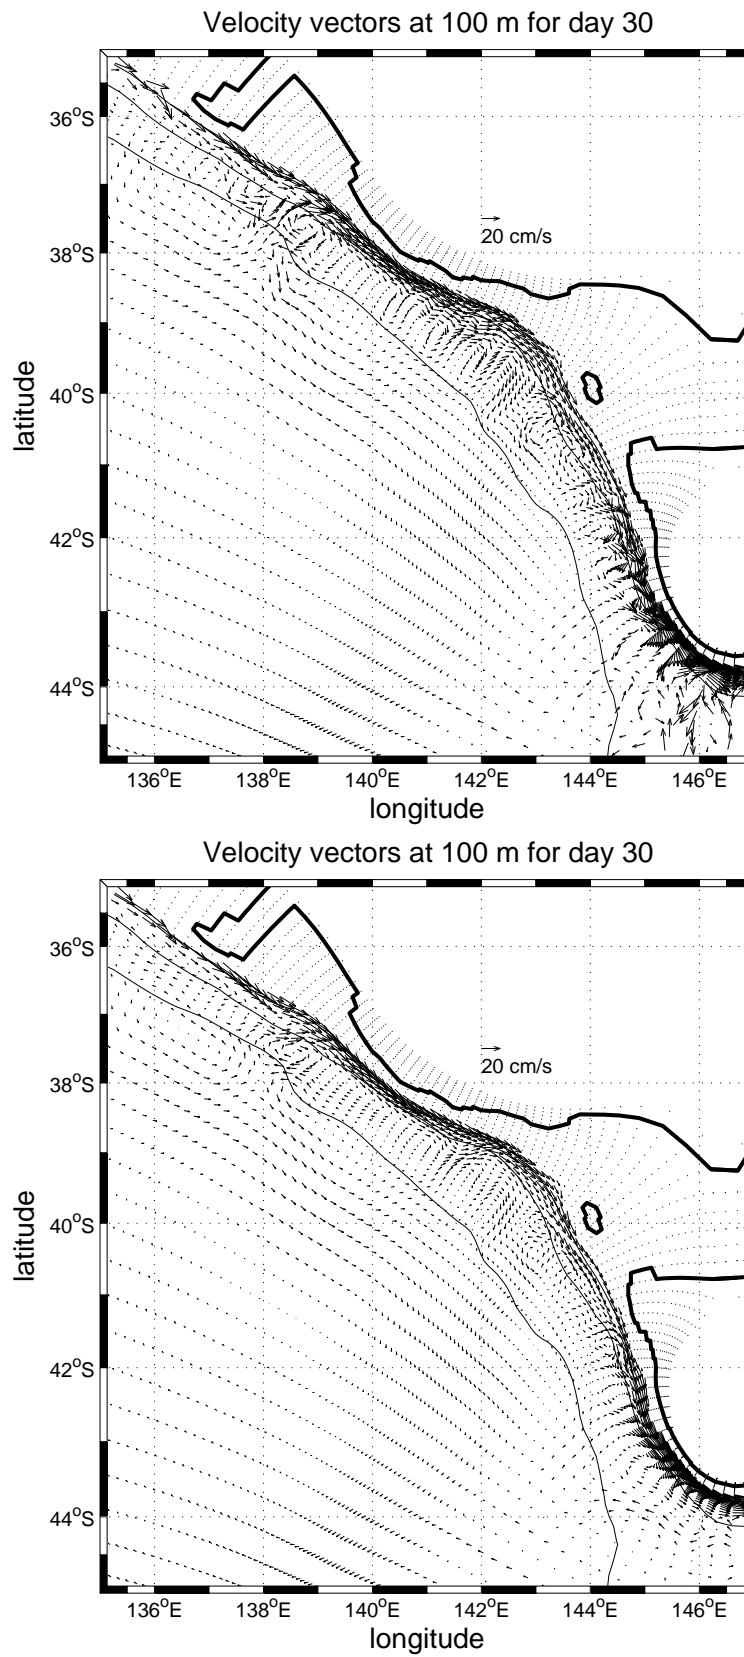 Velocity vectors at 100 m for day 30
36°S
38°S
40°S
42°S
44°S
latitude
20 cm/s
136°E 138°E 140°E 142°E 144°E 146°E
longitude
Velocity vectors at 100 m for day 30
36°S
38°S
40°S
42°S
44°S
latitude
20 cm/s
136°E 138°E 140°E 142°E 144°E 146°E
longitude